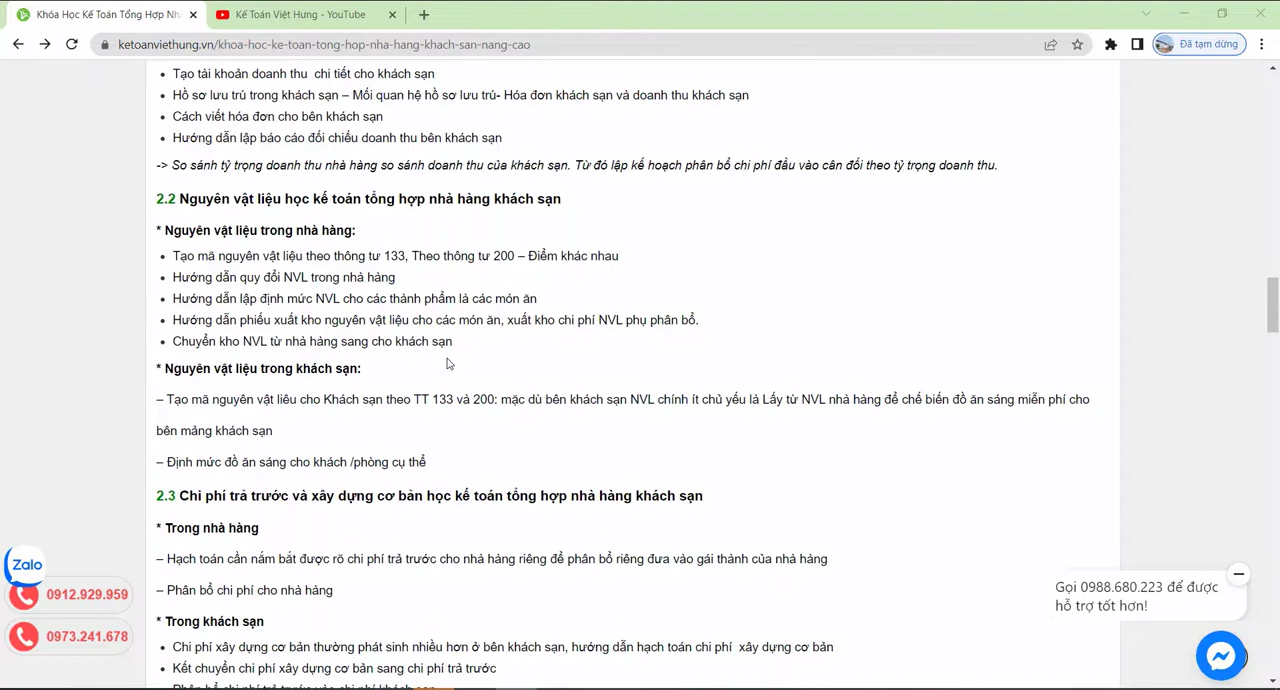 Khóa Học Kế Toán Tổng Hợp Nh
Kế Toán Việt Hưng - YouTube
ketoanviethung.vn/khoa-hoc-ke-toan-tong-hop-nha-hang-khach-san-nang-cao
Đã tạm dừng
Tạo tài khoản doanh thu chi tiết cho khách sạn
Hồ sơ lưu trú trong khách sạn – Mối quan hệ hồ sơ lưu trú- Hóa đơn khách sạn và doanh thu khách sạn
Cách viết hóa đơn cho bên khách sạn
Hướng dẫn lập báo cáo đối chiếu doanh thu bên khách sạn
-> So sánh tỷ trọng doanh thu nhà hàng so sánh doanh thu của khách sạn. Từ đó lập kế hoạch phân bổ chi phí đầu vào cân đối theo tỷ trọng doanh thu.
2.2 Nguyên vật liệu học kế toán tổng hợp nhà hàng khách sạn
* Nguyên vật liệu trong nhà hàng:
Tạo mã nguyên vật liệu theo thông tư 133, Theo thông tư 200 – Điểm khác nhau
Hướng dẫn quy đổi NVL trong nhà hàng
Hướng dẫn lập định mức NVL cho các thành phẩm là các món ăn
Hướng dẫn phiếu xuất kho nguyên vật liệu cho các món ăn, xuất kho chi phí NVL phụ phân bổ.
Chuyển kho NVL từ nhà hàng sang cho khách sạn
* Nguyên vật liệu trong khách sạn:
– Tạo mã nguyên vật liêu cho Khách sạn theo TT 133 và 200: mặc dù bên khách sạn NVL chính ít chủ yếu là Lấy từ NVL nhà hàng để chế biến đồ ăn sáng miễn phí cho
bên mảng khách sạn
– Định mức đồ ăn sáng cho khách /phòng cụ thể
2.3 Chi phí trả trước và xây dựng cơ bản học kế toán tổng hợp nhà hàng khách sạn
* Trong nhà hàng
– Hạch toán cần nắm bắt được rõ chi phí trả trước cho nhà hàng riêng để phân bổ riêng đưa vào gái thành của nhà hàng
– Phân bổ chi phí cho nhà hàng
* Trong khách sạn
Chi phí xây dựng cơ bản thường phát sinh nhiều hơn ở bên khách sạn, hướng dẫn hạch toán chi phí xây dựng cơ bản
Kết chuyển chi phí xây dựng cơ bản sang chi phí trả trước
Phân bổ chi phí trả trước vào chi phí khách sạn
Zalo
0912.929.959
0973.241.678
Gọi 0988.680.223 để được
hỗ trợ tốt hơn!